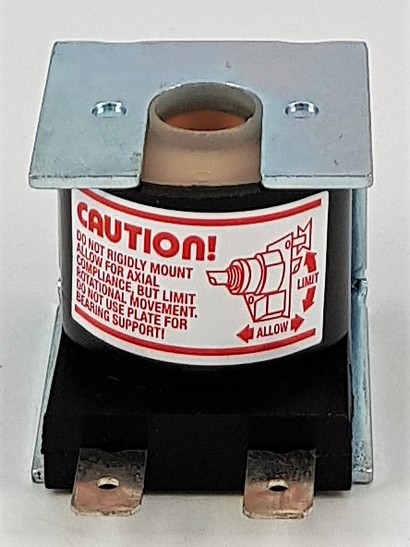 CAUTION!
DO NOT RIGIDLY MOUNT
ALLOW FOR AXIAL
COMPLIANCE, BUT LIMIT
ROTATIONAL MOVEMENT.
DO NOT USE PLATE FOR
BEARING SUPPORT!
LIMIT
ALLOW